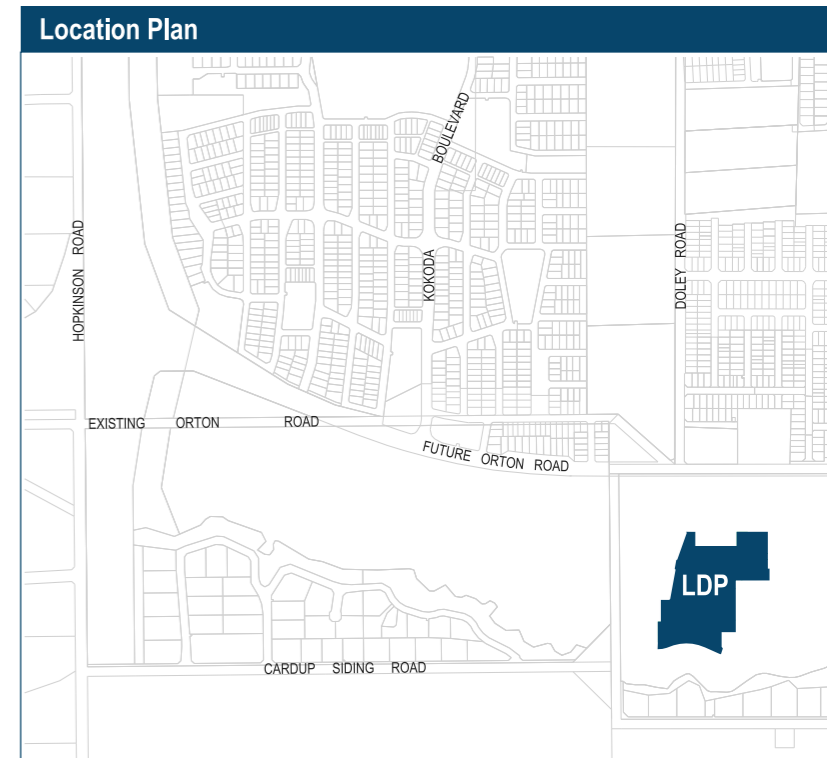 Location Plan
BOULEVARD
KOKODA
HOPKINSON ROAD
DOLEY ROAD
EXISTING ORTON ROAD
FUTURE ORTON ROAD
LDP
CARDUP SIDING ROAD